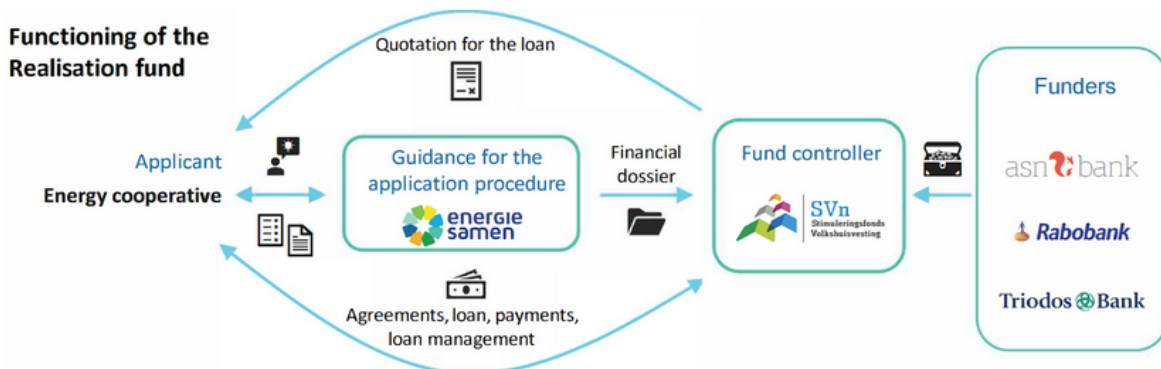 Functioning of the
Realisation fund
Quotation for the loan
Applicant
Energy cooperative
Guidance for the
application procedure
energie
samen
Financial
dossier
Fund controller
SVn
Stimuleringsfonds
Volkshuisvesting
Agreements, loan, payments,
loan management
Funders
asn bank
Rabobank
Triodos Bank